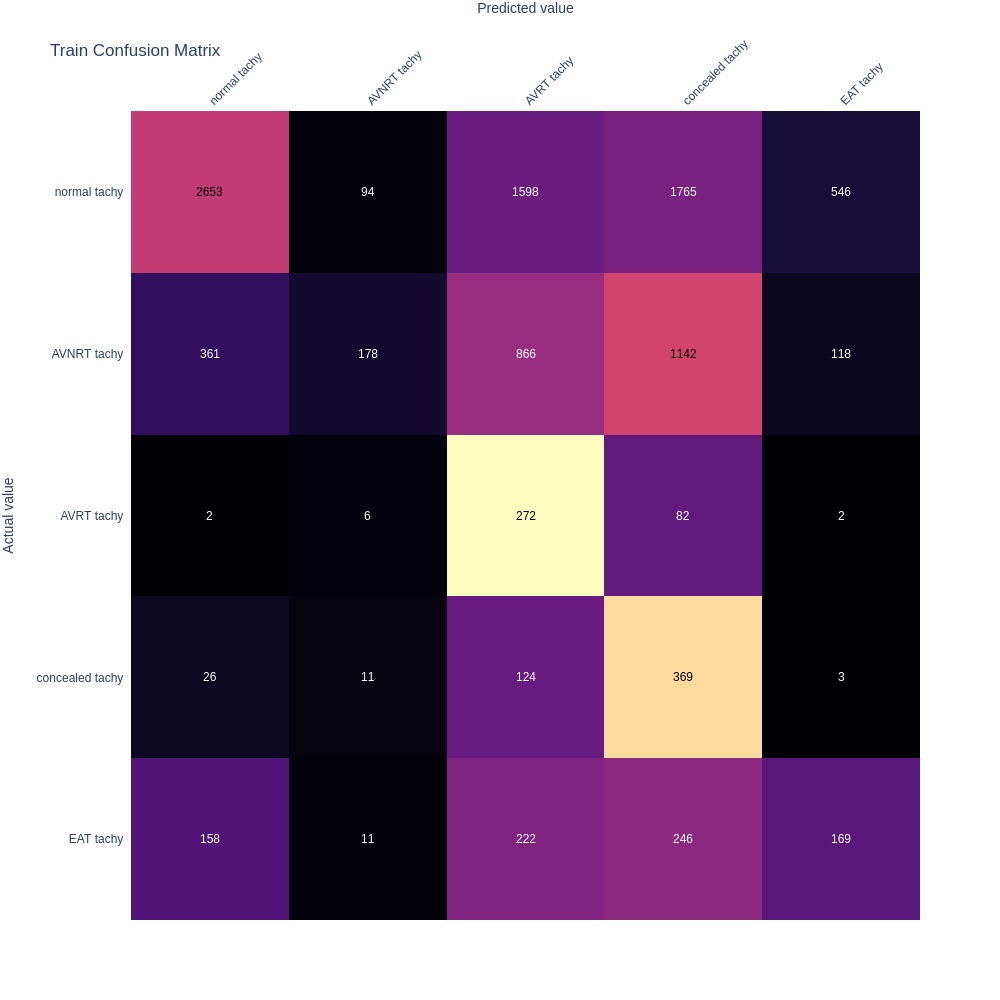 Predicted value
Train Confusion Matrix
normal tachy
AVNRT tachy
AVRT tachy
concealed tachy
EAT tachy
normal tachy 2653 94 1598 1765 546
AVNRT tachy 361 178 866 1142 118
AVRT tachy 2 6 272 82 2
concealed tachy 26 11 124 369 3
EAT tachy 158 11 222 246 169
Actual value